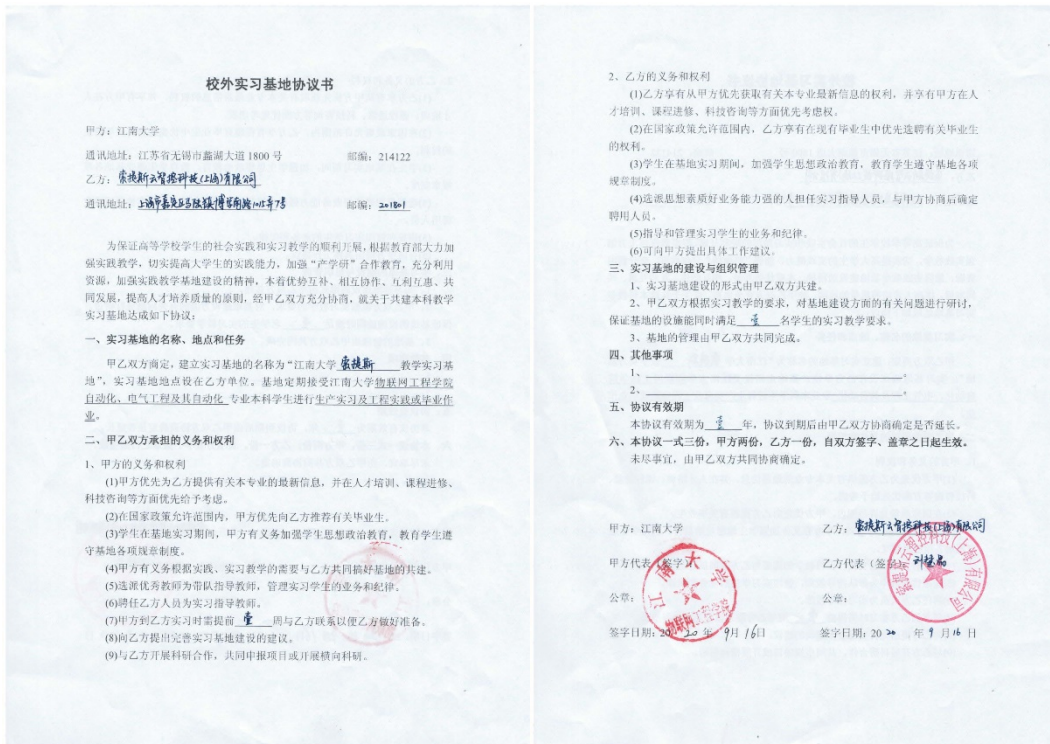 校外实习基地协议书
甲方：江南大学
通讯地址：江苏省无锡市蠡湖大道1800号 邮编：214122
乙方：索提斯云智控科技(上海)有限公司
通讯地址：上海市嘉定区马陆镇博学南路1015弄7号 邮编：201801
为保证高等学校学生的社会实践和实习教学的顺利开展，根据教育部大力加
强实践教学，切实提高大学生的实践能力，加强“产学研”合作教育，充分利用
资源，加强实践教学基地建设的精神，本着优势互补、相互协作、互利互惠、共
同发展，提高人才培养质量的原则，经甲乙双方充分协商，就关于共建本科教学
实习基地达成如下协议：
一、实习基地的名称、地点和任务
甲乙双方商定，建立实习基地的名称为“江南大学 索提斯 教学实习基
地”，实习基地地点设在乙方单位。基地定期接受江南大学物联网工程学院
自动化、电气工程及其自动化 专业本科学生进行生产实习及工程实践或毕业作
业。
二、甲乙双方承担的义务和权利
1、甲方的义务和权利
(1)甲方优先为乙方提供有关本专业的最新信息，并在人才培训、课程进修、
科技咨询等方面优先给予考虑。
(2)在国家政策允许范围内，甲方优先向乙方推荐有关毕业生。
(3)学生在基地实习期间，甲方有义务加强学生思想政治教育，教育学生遵
守基地各项规章制度。
(4)甲方有义务根据实践、实习教学的需要与乙方共同搞好基地的共建。
(5)选派优秀教师为带队指导教师，管理实习学生的业务和纪律。
(6)聘任乙方人员为实习指导教师。
(7)甲方到乙方实习时需提前 壹 周与乙方联系以便乙方做好准备。
(8)向乙方提出完善实习基地建设的建议。
(9)与乙方开展科研合作，共同申报项目或开展横向科研。
2、乙方的义务和权利
(1)乙方享有从甲方优先获取有关本专业最新信息的权利，并享有甲方在人
才培训、课程进修、科技咨询等方面优先考虑权。
(2)在国家政策允许范围内，乙方享有在现有毕业生中优先选聘有关毕业生
的权利。
(3)学生在基地实习期间，加强学生思想政治教育，教育学生遵守基地各项
规章制度。
(4)选派思想素质好业务能力强的人担任实习指导人员，与甲方协商后确定
聘用人员。
(5)指导和管理实习学生的业务和纪律。
(6)可向甲方提出具体工作建议。
三、实习基地的建设与组织管理
1、实习基地建设的形式由甲乙双方共建。
2、甲乙双方根据实习教学的要求，对基地建设方面的有关问题进行研讨，
保证基地的设施能同时满足 壹 名学生的实习教学要求。
3、基地的管理由甲乙双方共同完成。
四、其他事项
1、。
2、。
五、协议有效期
本协议有效期为 壹 年，协议到期后由甲乙双方协商确定是否延长。
六、本协议一式三份，甲方两份，乙方一份，自双方签字、盖章之日起生效。
未尽事宜，由甲乙双方共同协商确定。
甲方：江南大学 乙方：索提斯云智控科技(上海)有限公司
甲方代表（签字） 乙方代表（签字）
公章： 公章：
江南大学
物联网工程学院
索提斯云智控科技(上海)有限公司
签字日期：2020年9月16日 签字日期：2020年9月16日